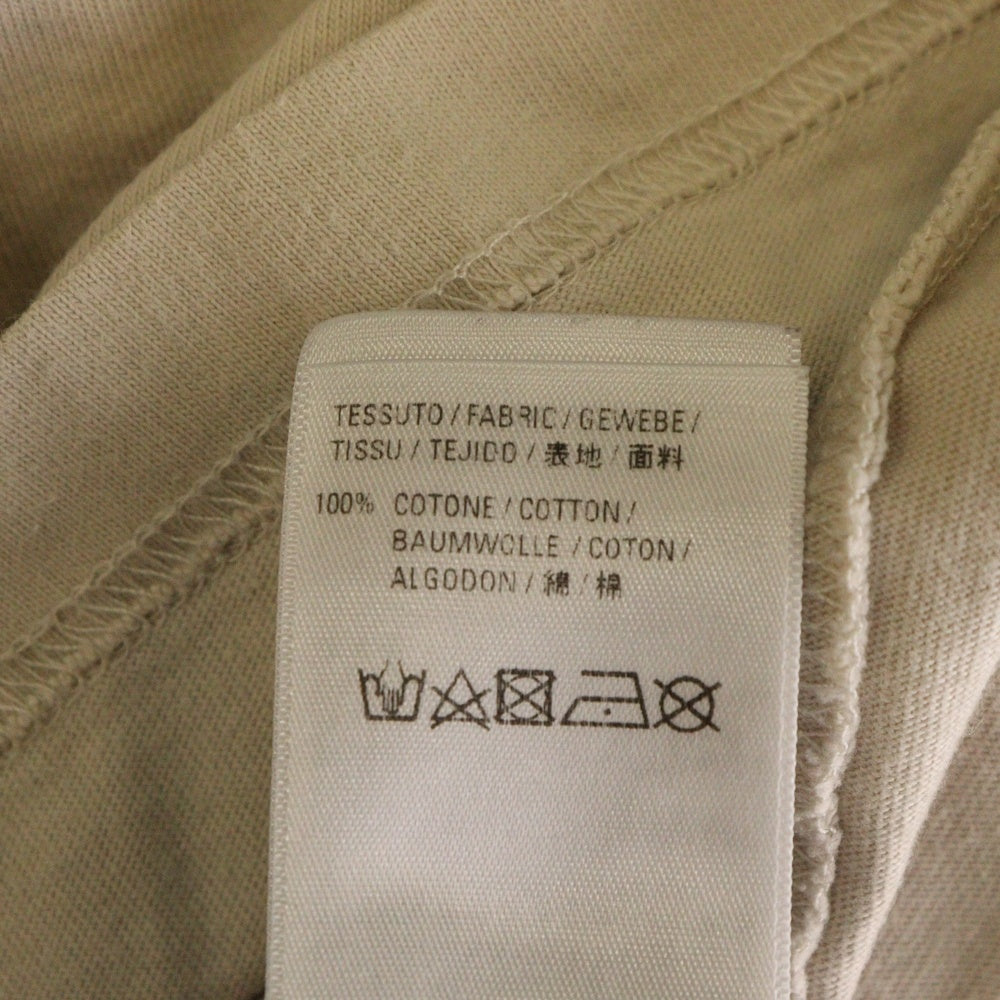 TESSUTO / FABRIC / GEWEBE /
TISSU / TEJIDO / 表地 / 面料
100% COTONE / COTTON /
BAUMWOLLE / COTON /
ALGODON / 綿 / 棉